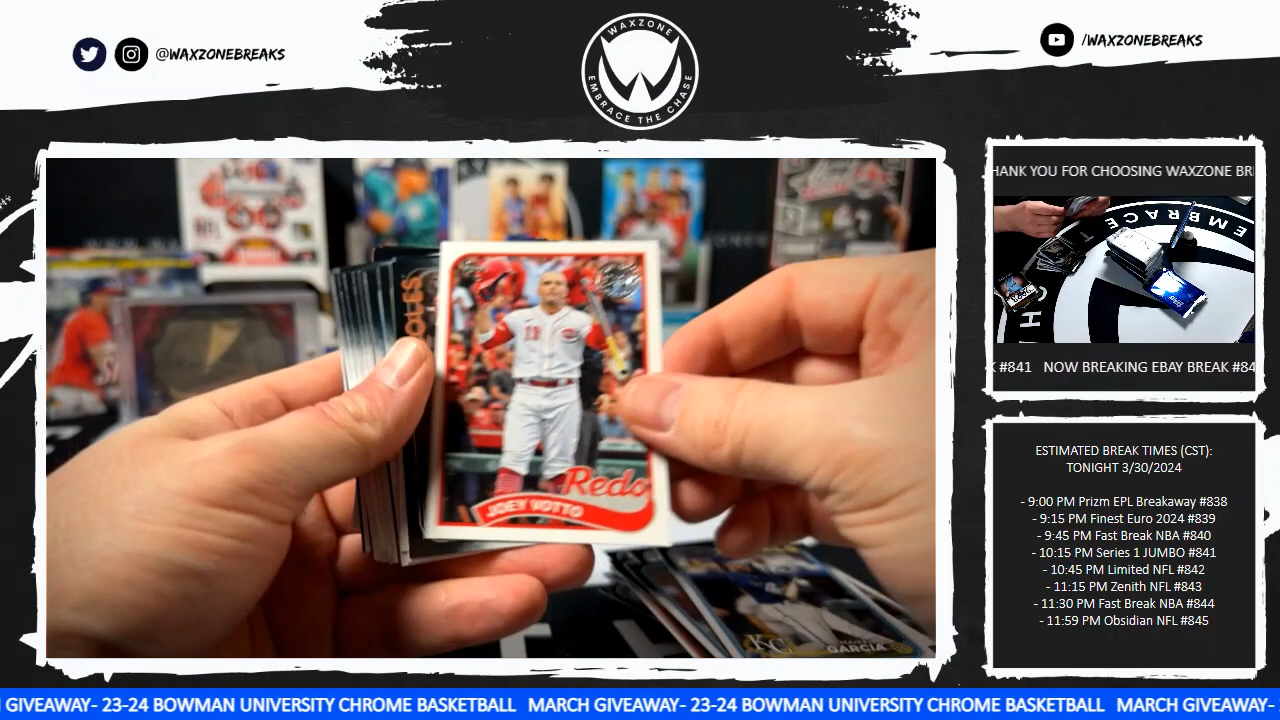 @WAXZONEBREAKS
WAXZONE
EMBRACE THE CHASE
/WAXZONEBREAKS
HANK YOU FOR CHOOSING WAXZONE BR
EMBRACE
H
K #841 NOW BREAKING EBAY BREAK #84
OLES
Reds
JOEY VOTTO
KC
GARCIA
ESTIMATED BREAK TIMES (CST):
TONIGHT 3/30/2024
- 9:00 PM Prizm EPL Breakaway #838
- 9:15 PM Finest Euro 2024 #839
- 9:45 PM Fast Break NBA #840
- 10:15 PM Series 1 JUMBO #841
- 10:45 PM Limited NFL #842
- 11:15 PM Zenith NFL #843
- 11:30 PM Fast Break NBA #844
- 11:59 PM Obsidian NFL #845
GIVEAWAY- 23-24 BOWMAN UNIVERSITY CHROME BASKETBALL MARCH GIVEAWAY- 23-24 BOWMAN UNIVERSITY CHROME BASKETBALL MARCH GIVEAWAY-